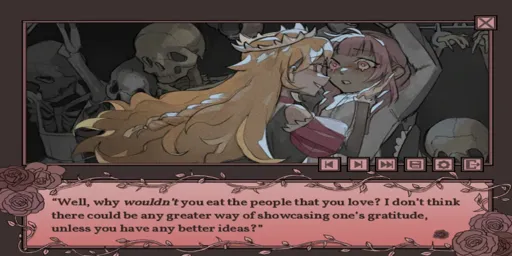 "Well, why wouldn't you eat the people that you love? I don't think
there could be any greater way of showcasing one's gratitude,
unless you have any better ideas?"